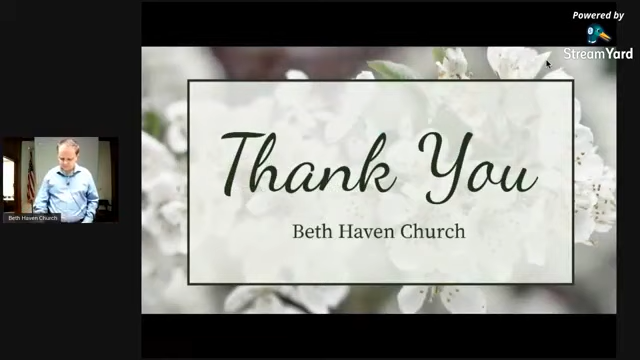 Powered by
StreamYard
Thank You
Beth Haven Church
Beth Haven Church